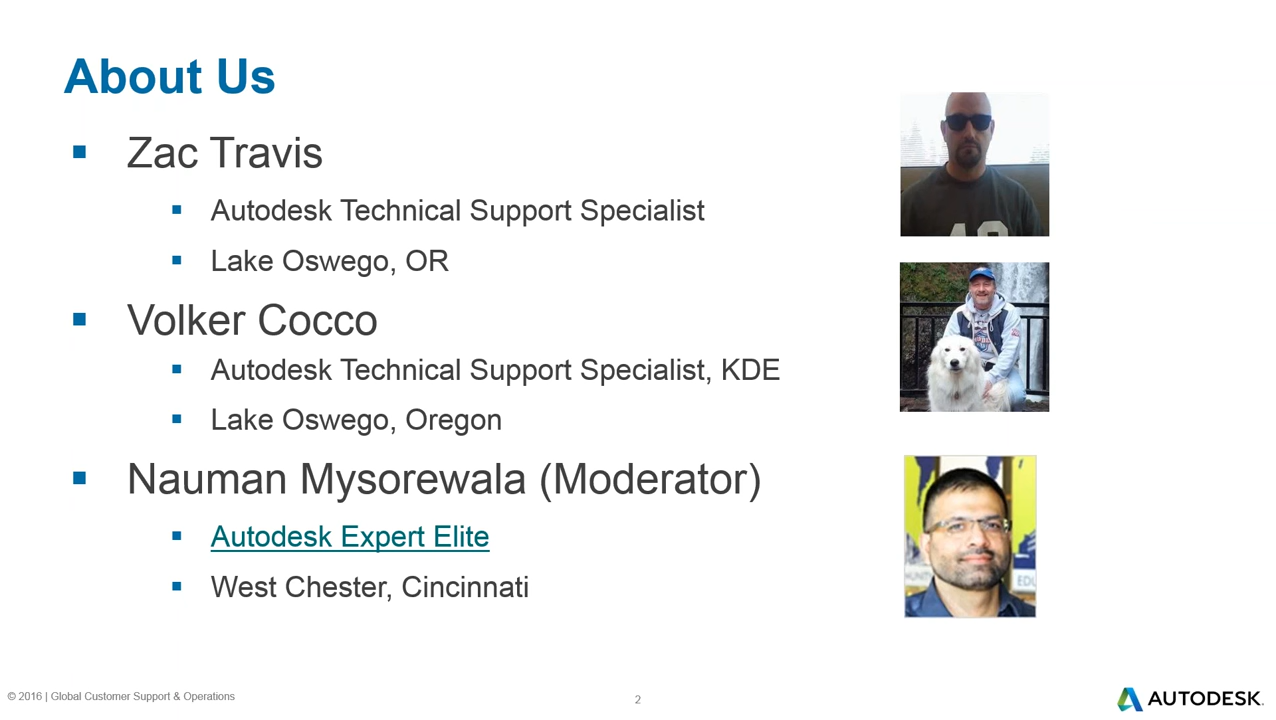 About Us
Zac Travis
Autodesk Technical Support Specialist
Lake Oswego, OR
Volker Cocco
Autodesk Technical Support Specialist, KDE
Lake Oswego, Oregon
Nauman Mysorewala (Moderator)
Autodesk Expert Elite
West Chester, Cincinnati
© 2016 | Global Customer Support & Operations
2
AUTODESK.